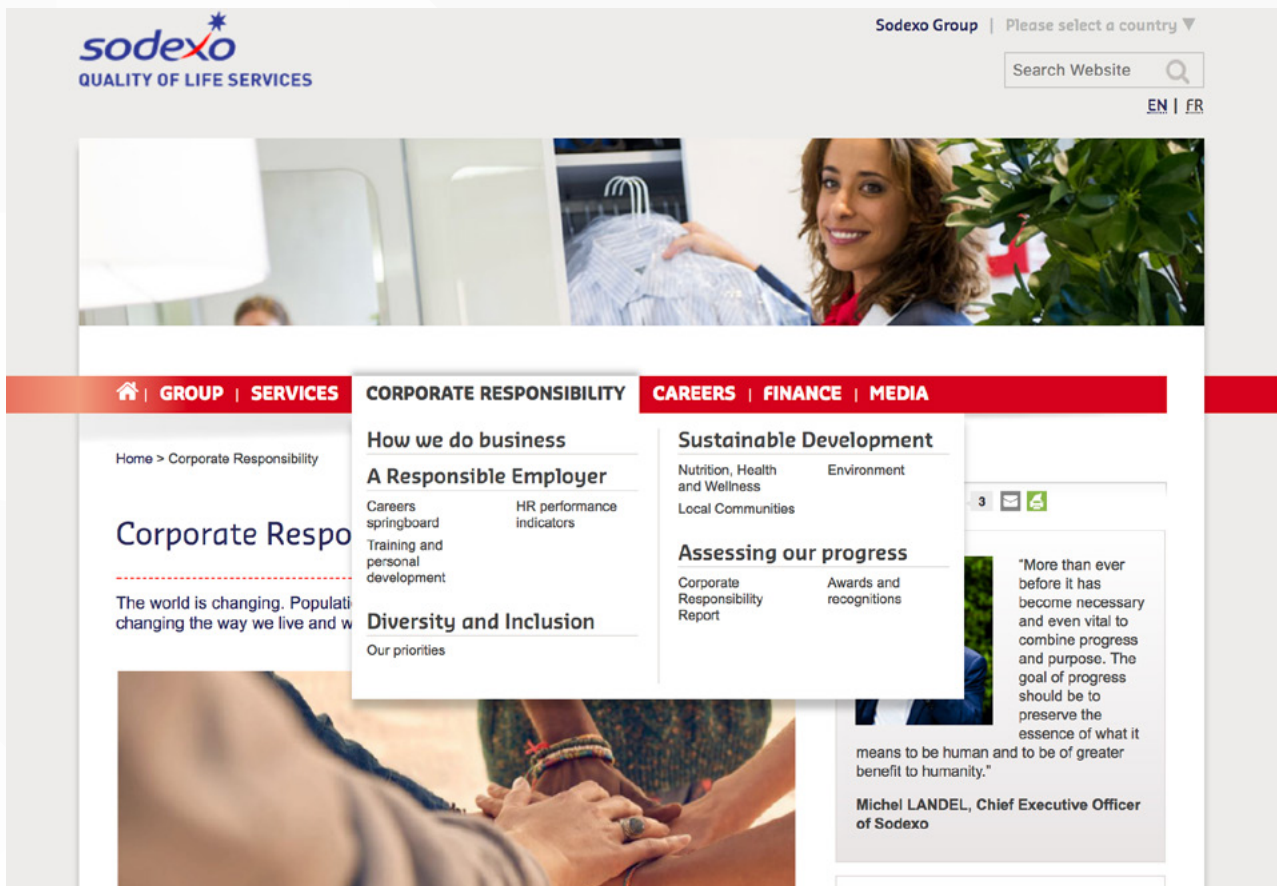 sodexo
QUALITY OF LIFE SERVICES
Sodexo Group | Please select a country ▼
Search Website
EN | FR
GROUP | SERVICES CORPORATE RESPONSIBILITY CAREERS | FINANCE | MEDIA
Home > Corporate Responsibility
Corporate Respo
The world is changing. Populati
changing the way we live and w
How we do business
A Responsible Employer
Careers
springboard
HR performance
indicators
Training and
personal
development
Diversity and Inclusion
Our priorities
Sustainable Development
Nutrition, Health
and Wellness
Environment
Local Communities
Assessing our progress
Corporate
Responsibility
Report
Awards and
recognitions
3
"More than ever
before it has
become necessary
and even vital to
combine progress
and purpose. The
goal of progress
should be to
preserve the
essence of what it
means to be human and to be of greater
benefit to humanity."
Michel LANDEL, Chief Executive Officer
of Sodexo